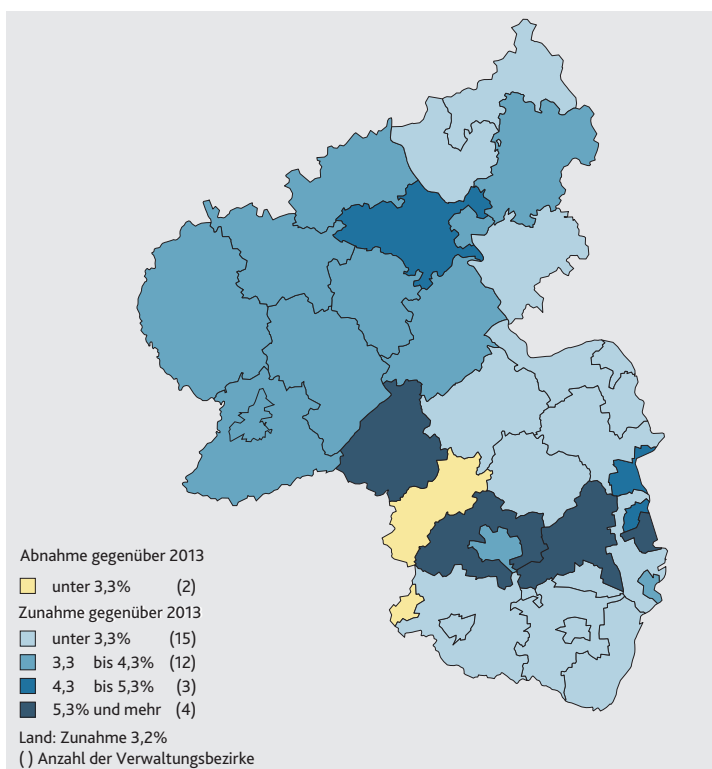 Abnahme gegenüber 2013
unter 3,3% (2)
Zunahme gegenüber 2013
unter 3,3% (15)
3,3 bis 4,3% (12)
4,3 bis 5,3% (3)
5,3% und mehr (4)
Land: Zunahme 3,2%
( ) Anzahl der Verwaltungsbezirke